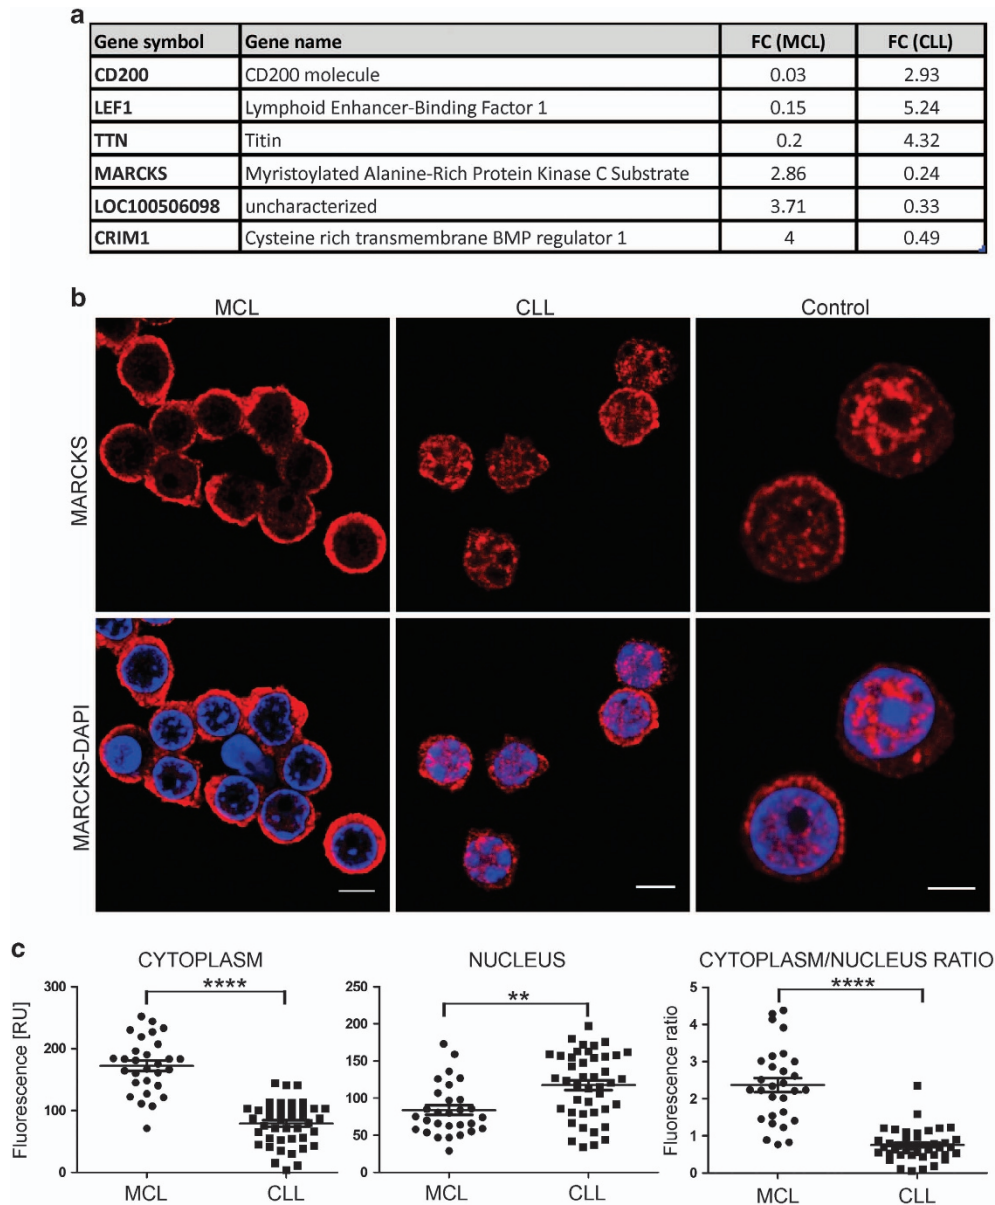 a
Gene symbol Gene name FC (MCL) FC (CLL)
CD200 CD200 molecule 0.03 2.93
LEF1 Lymphoid Enhancer-Binding Factor 1 0.15 5.24
TTN Titin 0.2 4.32
MARCKS Myristoylated Alanine-Rich Protein Kinase C Substrate 2.86 0.24
LOC100506098 uncharacterized 3.71 0.33
CRIM1 Cysteine rich transmembrane BMP regulator 1 4 0.49
b
MCL CLL Control
MARCKS
MARCKS-DAPI
c
CYTOPLASM
Fluorescence [RU]
300
200
100
0
****
MCL CLL
NUCLEUS
250
200
150
100
50
0
**
MCL CLL
CYTOPLASM/NUCLEUS RATIO
Fluorescence ratio
5
4
3
2
1
0
****
MCL CLL